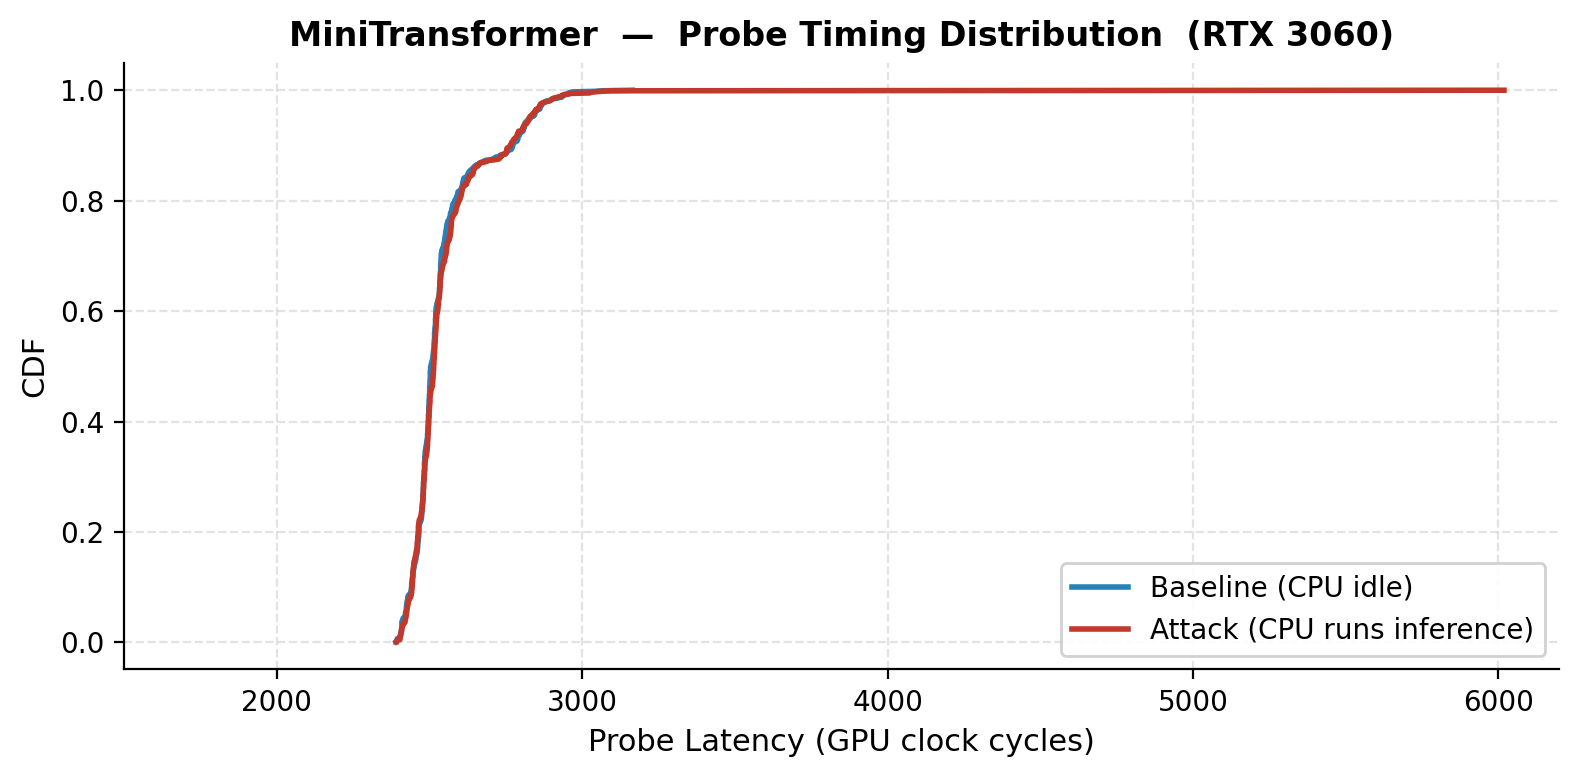 MiniTransformer — Probe Timing Distribution (RTX 3060)
CDF
1.0
0.8
0.6
0.4
0.2
0.0
Baseline (CPU idle)
Attack (CPU runs inference)
2000 3000 4000 5000 6000
Probe Latency (GPU clock cycles)